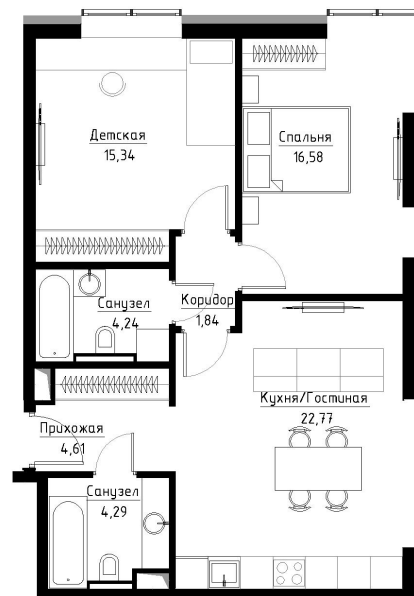 Детская
15,34
Спальня
16,58
Санузел
4,24
Коридор
1,84
Кухня/Гостиная
22,77
Прихожая
4,61
Санузел
4,29